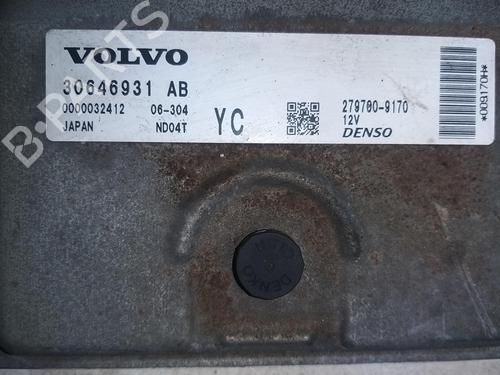 VOLVO
30646931 AB
0000032412 06-304
JAPAN ND04T
YC
279700-9170
12V
DENSO
*009170H*
B-PARTS